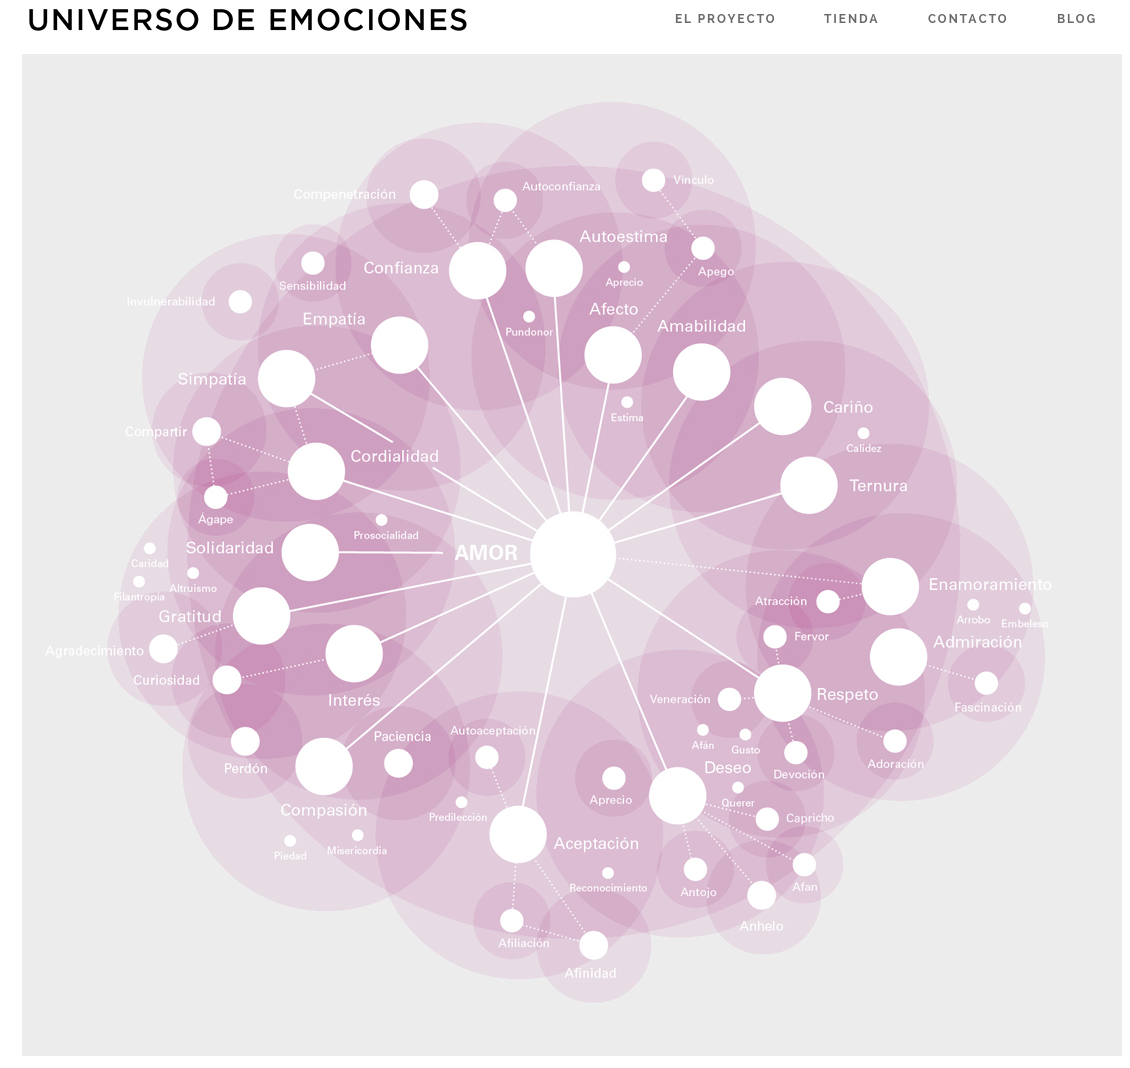 UNIVERSO DE EMOCIONES
EL PROYECTO
TIENDA
CONTACTO
BLOG
Vinculo
Autoconfianza
Compenetración
Autoestima
Confianza
Apego
Aprecio
Sensibilidad
Invulnerabilidad
Afecto
Empatía
Amabilidad
Pundonor
Simpatía
Cariño
Estima
Compartir
Calidez
Cordialidad
Ternura
Ágape
Prosocialidad
Solidaridad
AMOR
Caridad
Altruismo
Filantropia
Enamoramiento
Atracción
Gratitud
Arrobo
Embeleso
Fervor
Admiración
Agradecimiento
Curiosidad
Respeto
Interés
Veneración
Fascinación
Autoaceptación
Paciencia
Afán
Gusto
Adoración
Perdón
Deseo
Devoción
Aprecio
Querer
Compasión
Predilección
Capricho
Aceptación
Piedad
Misericordia
Reconocimiento
Antojo
Afan
Anhelo
Afiliación
Afinidad